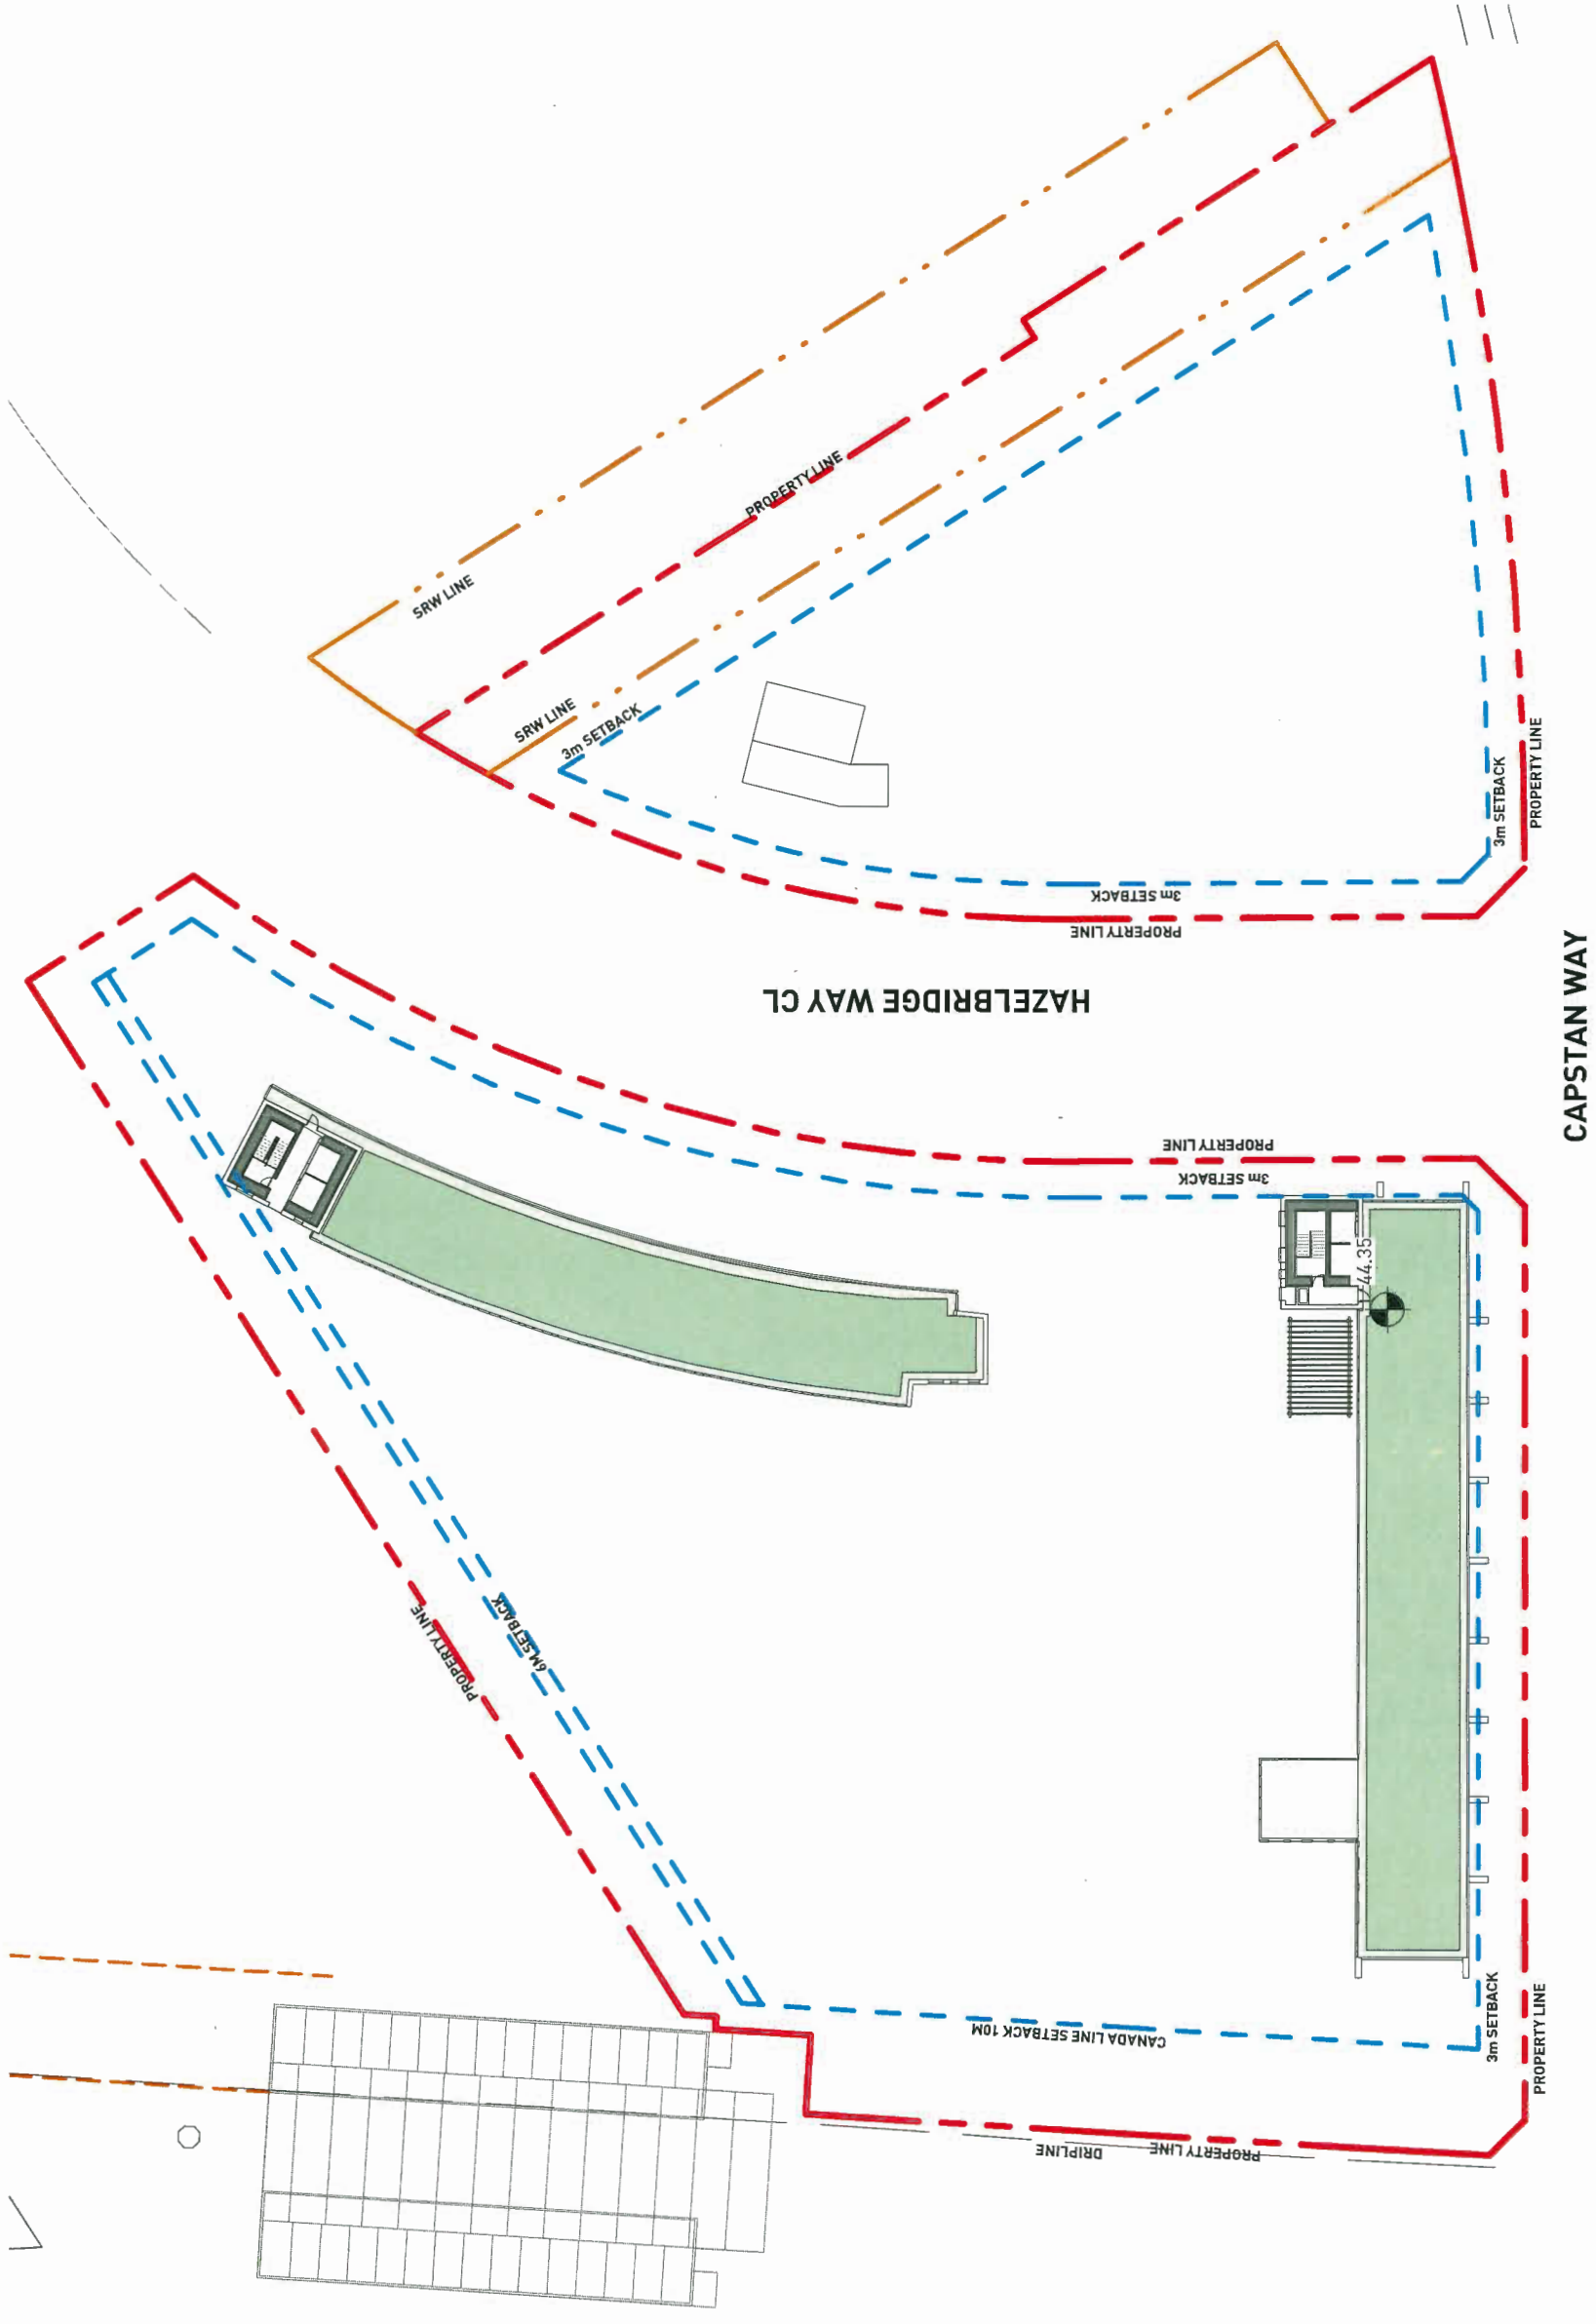 SRW LINE
PROPERTY LINE
SRW LINE
3m SETBACK
3m SETBACK
PROPERTY LINE
3m SETBACK
PROPERTY LINE
HAZELBRIDGE WAY CL
CAPSTAN WAY
PROPERTY LINE
3m SETBACK
44.35
PROPERTY LINE
6M SETBACK
CANADA LINE SETBACK 10M
3m SETBACK
PROPERTY LINE
DRIPLINE
PROPERTY LINE